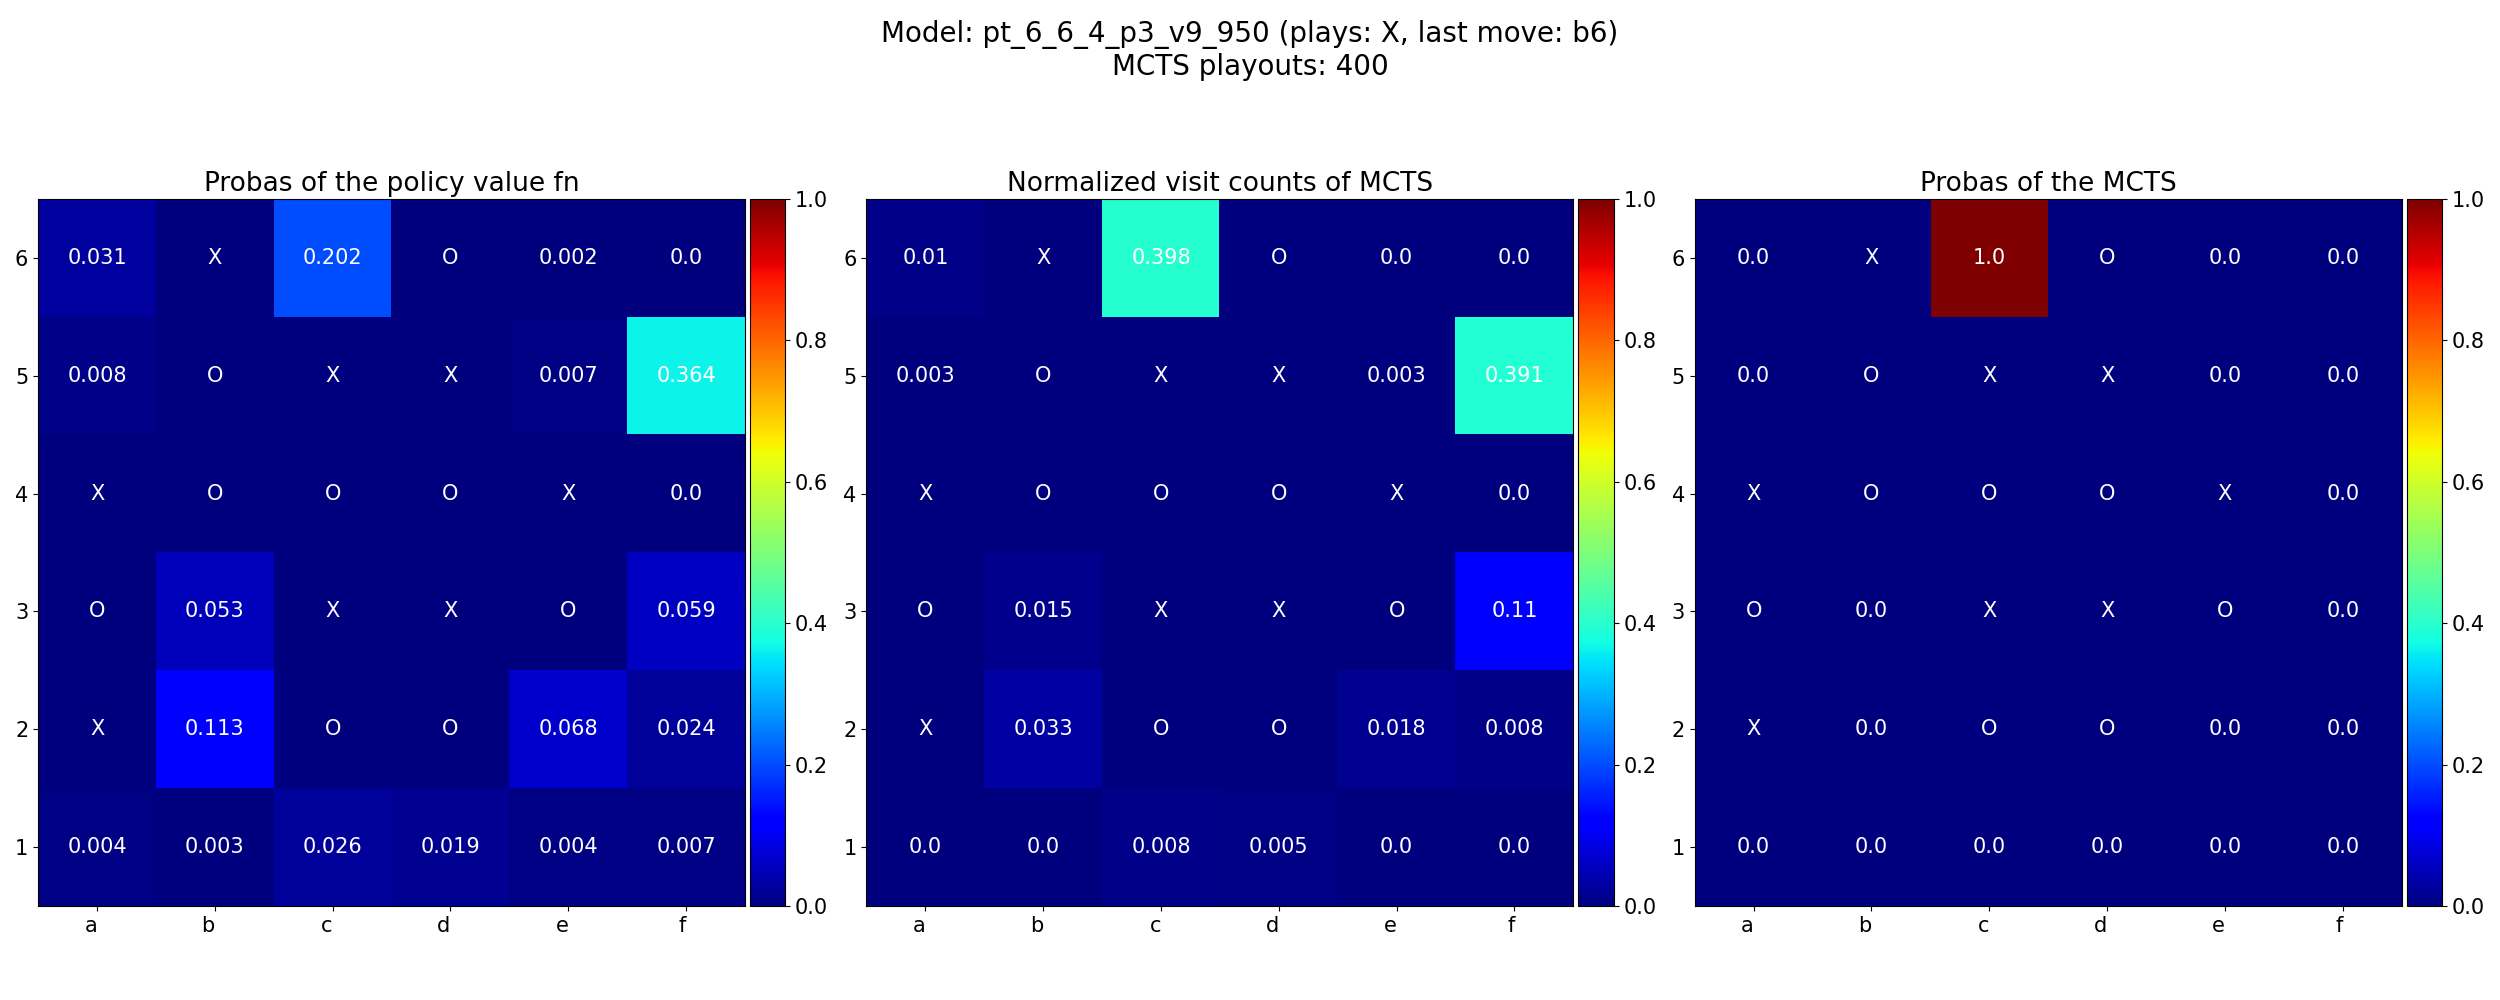 Model: pt_6_6_4_p3_v9_950 (plays: X, last move: b6)
MCTS playouts: 400
Probas of the policy value fn
6 0.031 X 0.202 O 0.002 0.0
5 0.008 O X X 0.007 0.364
4 X O O O X 0.0
3 O 0.053 X X O 0.059
2 X 0.113 O O 0.068 0.024
1 0.004 0.003 0.026 0.019 0.004 0.007
a b c d e f
1.0
0.8
0.6
0.4
0.2
0.0
Normalized visit counts of MCTS
6 0.01 X 0.398 O 0.0 0.0
5 0.003 O X X 0.003 0.391
4 X O O O X 0.0
3 O 0.015 X X O 0.11
2 X 0.033 O O 0.018 0.008
1 0.0 0.0 0.008 0.005 0.0 0.0
a b c d e f
1.0
0.8
0.6
0.4
0.2
0.0
Probas of the MCTS
6 0.0 X 1.0 O 0.0 0.0
5 0.0 O X X 0.0 0.0
4 X O O O X 0.0
3 O 0.0 X X O 0.0
2 X 0.0 O O 0.0 0.0
1 0.0 0.0 0.0 0.0 0.0 0.0
a b c d e f
1.0
0.8
0.6
0.4
0.2
0.0